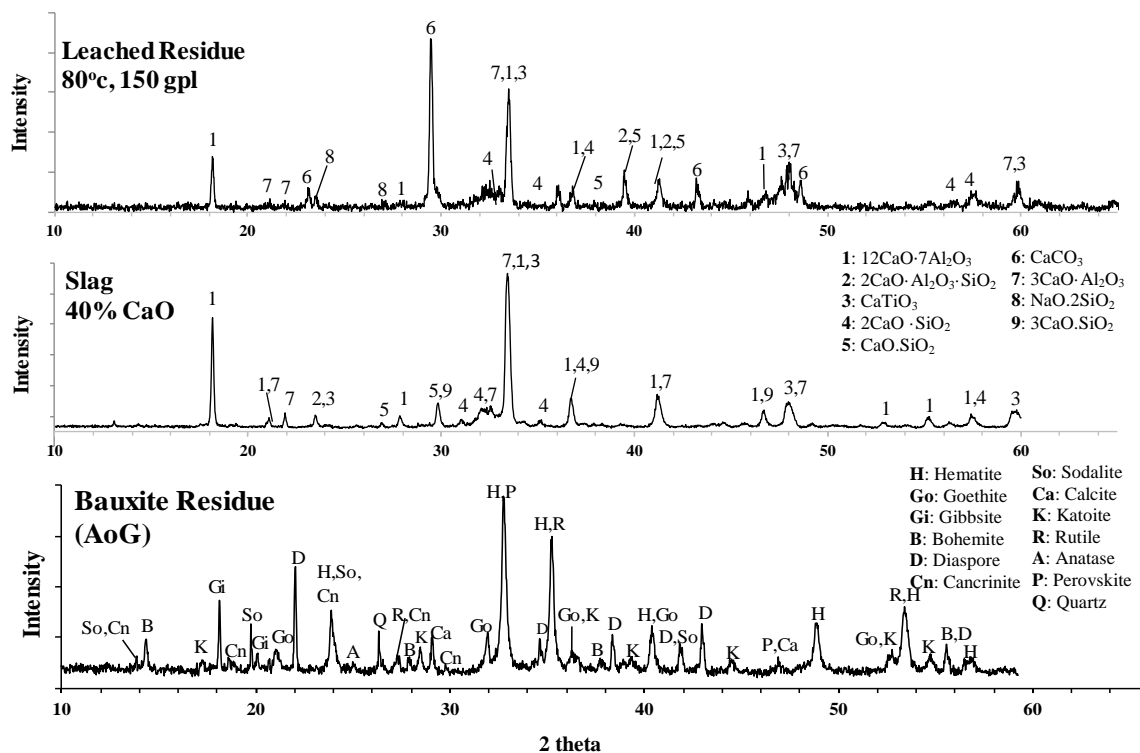 Leached Residue
80°c, 150 gpl
Intensity
6
7,1,3
1
7
7
6
8
8
1
4
4
1,4
5
2,5
1,2,5
6
1
3,7
6
4
4
7,3
10
20
30
40
50
60
Slag
40% CaO
Intensity
7,1,3
1
1,7
7
2,3
5
1
5,9
4
4,7
4
1,4,9
1,7
1,9
3,7
1
1
1,4
3
1: 12CaO·7Al₂O₃
2: 2CaO·Al₂O₃·SiO₂
3: CaTiO₃
4: 2CaO·SiO₂
5: CaO.SiO₂
6: CaCO₃
7: 3CaO·Al₂O₃
8: NaO.2SiO₂
9: 3CaO.SiO₂
10
20
30
40
50
60
Bauxite Residue
(AoG)
Intensity
So,Cn
B
K
Gi
Cn
So
Gi
Go
D
H,So,
Cn
A
Q
R,Cn
B
K
Ca
Cn
Go
H,P
D
H,R
Go,K
B
D
K
H,Go
D,So
D
K
P,Ca
H
Go,K
R,H
K
B,D
H
H: Hematite
Go: Goethite
Gi: Gibbsite
B: Bohemite
D: Diaspore
Cn: Cancrinite
So: Sodalite
Ca: Calcite
K: Katoite
R: Rutile
A: Anatase
P: Perovskite
Q: Quartz
10
20
30
40
50
60
2 theta